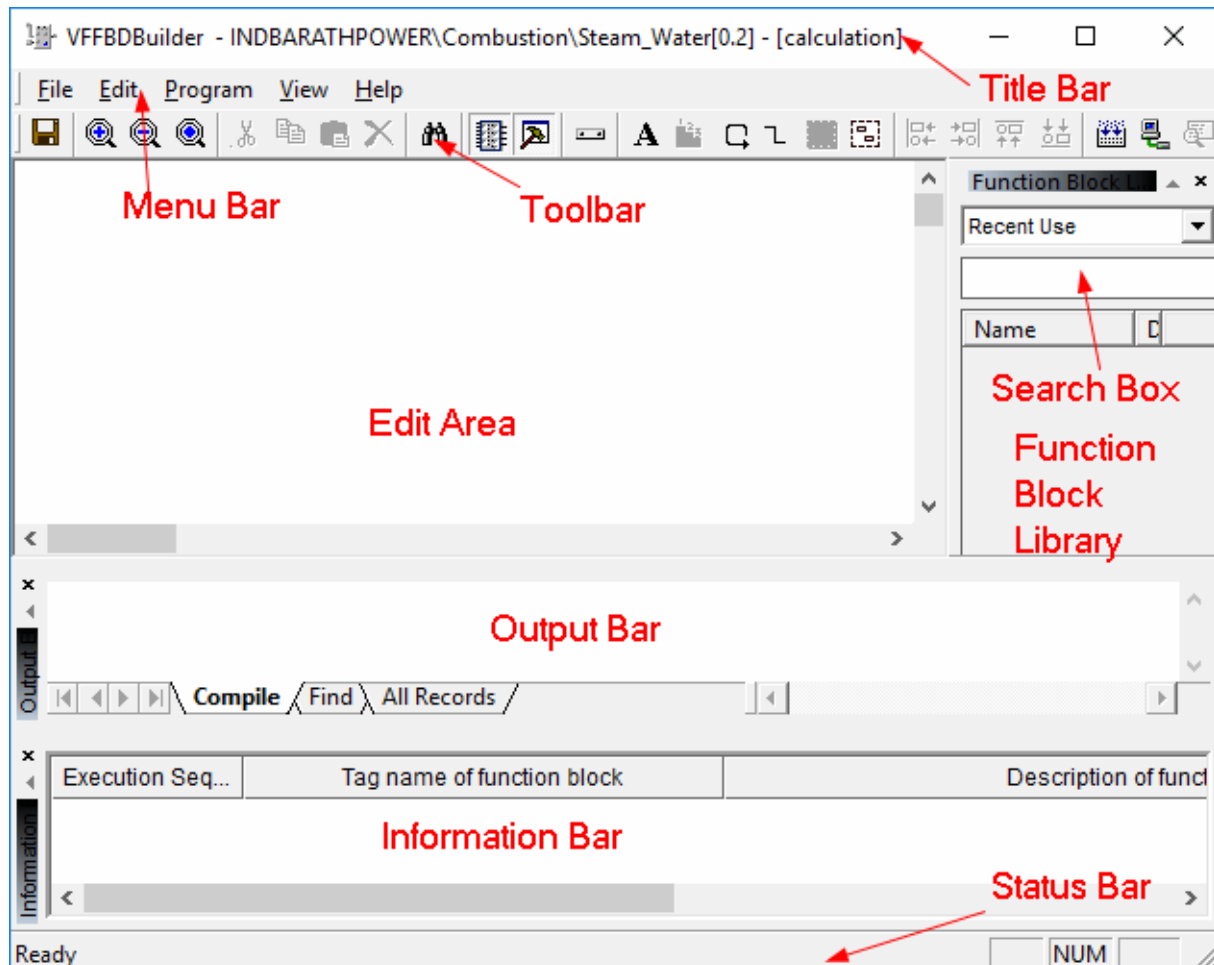 VFFBDBuilder - INDBARATHPOWER\Combustion\Steam_Water[0.2] - [calculation]
Title Bar
File Edit Program View Help
Menu Bar
Toolbar
Function Block L...
Recent Use
Name D
Search Box
Edit Area
Function
Block
Library
Output B
Output Bar
Compile Find All Records
Information
Execution Seq... Tag name of function block Description of funct
Information Bar
Status Bar
Ready NUM